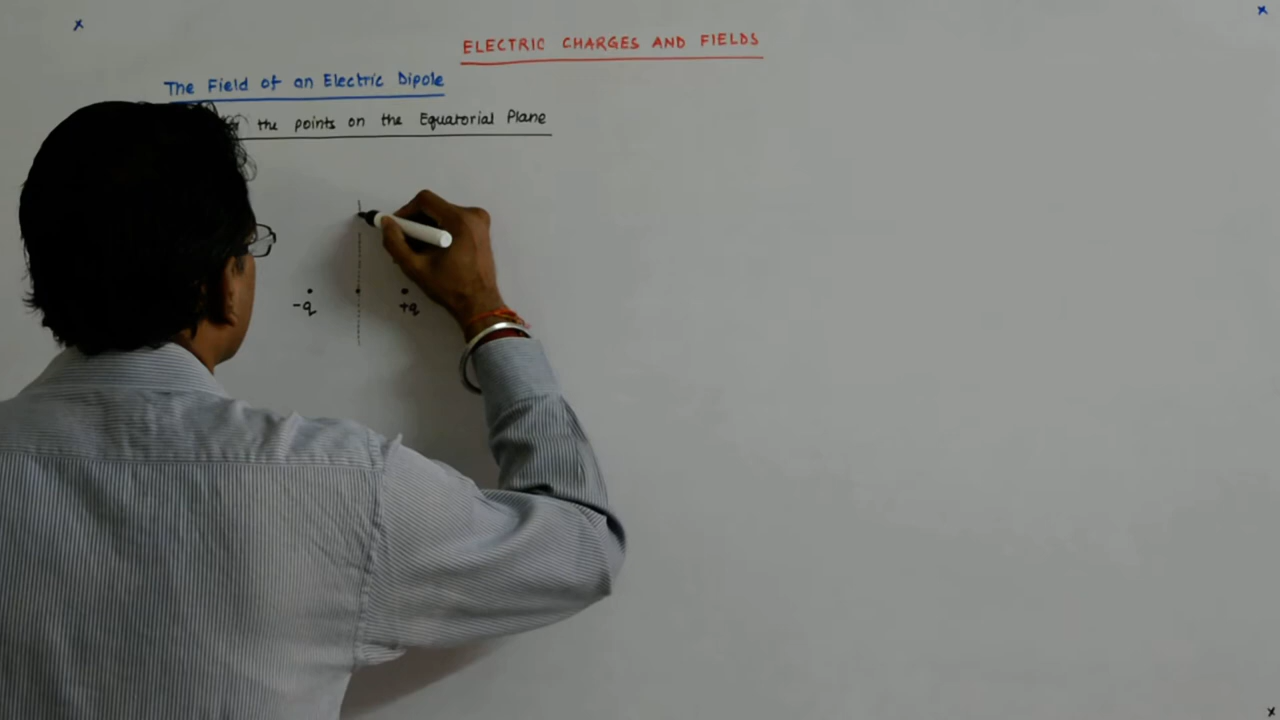 ELECTRIC CHARGES AND FIELDS
The Field of an Electric Dipole
the points on the Equatorial Plane
-q +q